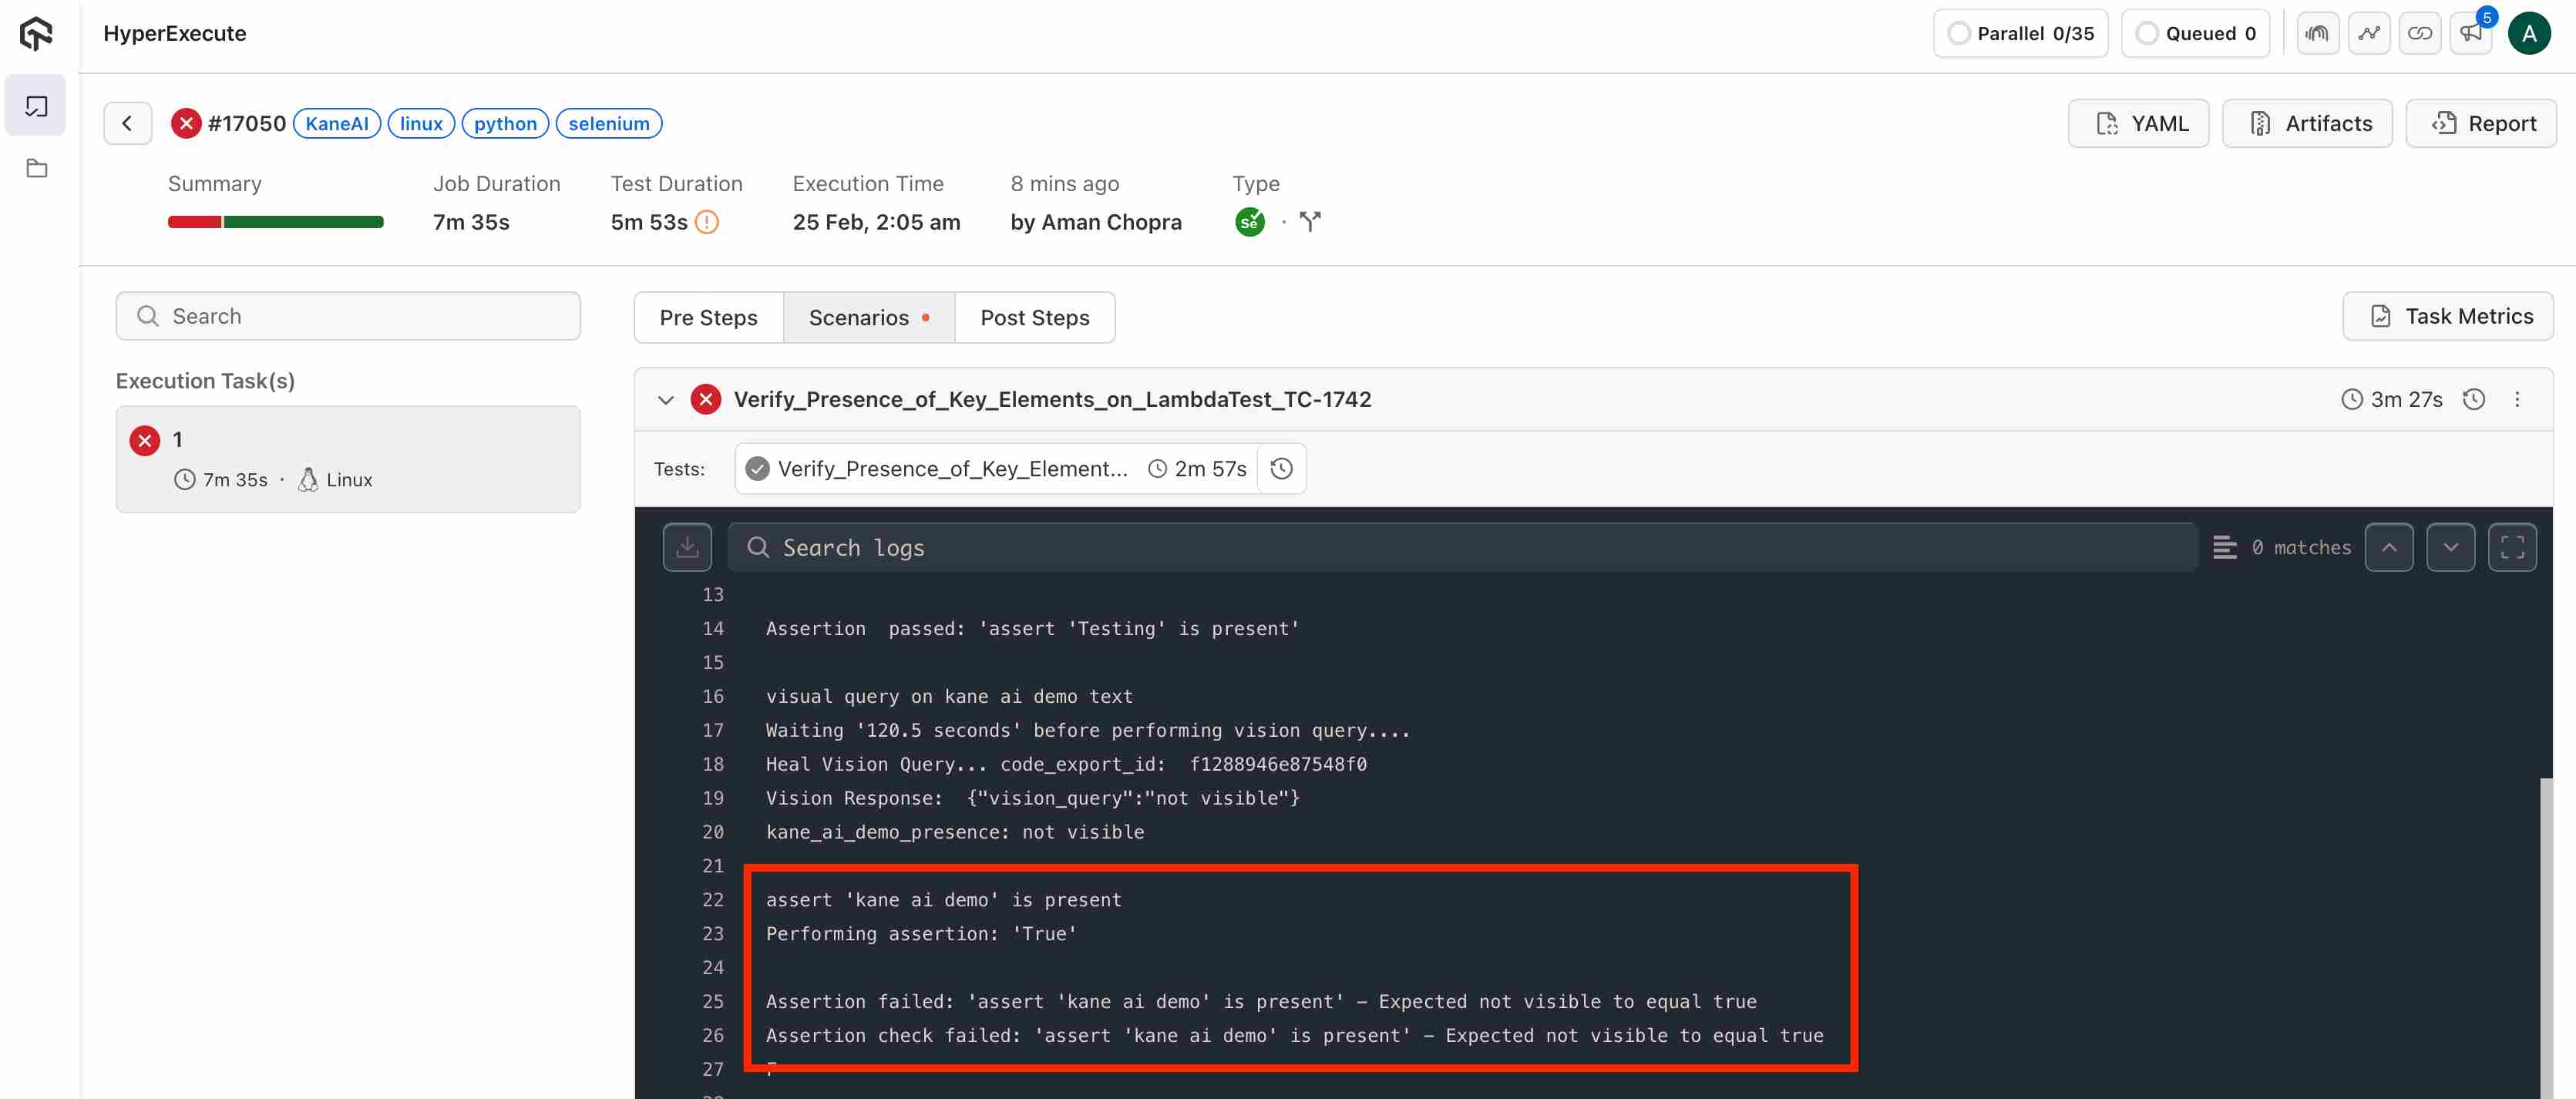 HyperExecute
Parallel 0/35
Queued 0
5
A
#17050 KaneAI linux python selenium
YAML
Artifacts
Report
Summary
Job Duration
7m 35s
Test Duration
5m 53s
Execution Time
25 Feb, 2:05 am
8 mins ago
by Aman Chopra
Type
Se
Search
Execution Task(s)
1
7m 35s · Linux
Pre Steps
Scenarios
Post Steps
Task Metrics
Verify_Presence_of_Key_Elements_on_LambdaTest_TC-1742
3m 27s
Tests:
Verify_Presence_of_Key_Element...
2m 57s
Search logs
0 matches
13
14 Assertion  passed: 'assert 'Testing' is present'
15
16 visual query on kane ai demo text
17 Waiting '120.5 seconds' before performing vision query....
18 Heal Vision Query... code_export_id:  f1288946e87548f0
19 Vision Response:  {"vision_query":"not visible"}
20 kane_ai_demo_presence: not visible
21
22 assert 'kane ai demo' is present
23 Performing assertion: 'True'
24
25 Assertion failed: 'assert 'kane ai demo' is present' – Expected not visible to equal true
26 Assertion check failed: 'assert 'kane ai demo' is present' – Expected not visible to equal true
27